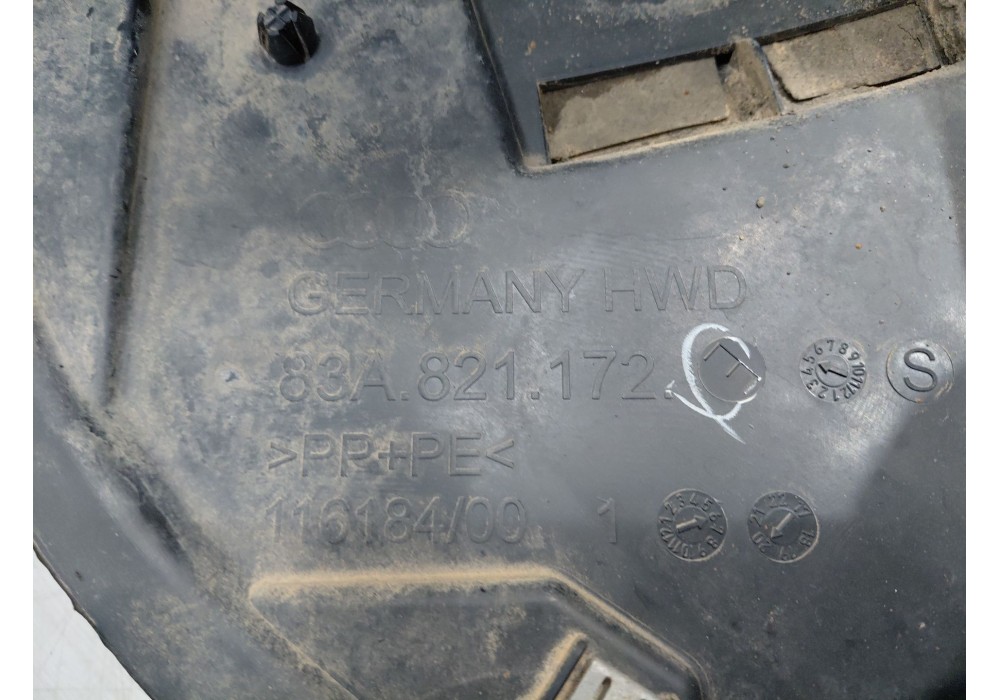 GERMANY HWD
83A.821.172. S
>PP+PE<
116184/00 1